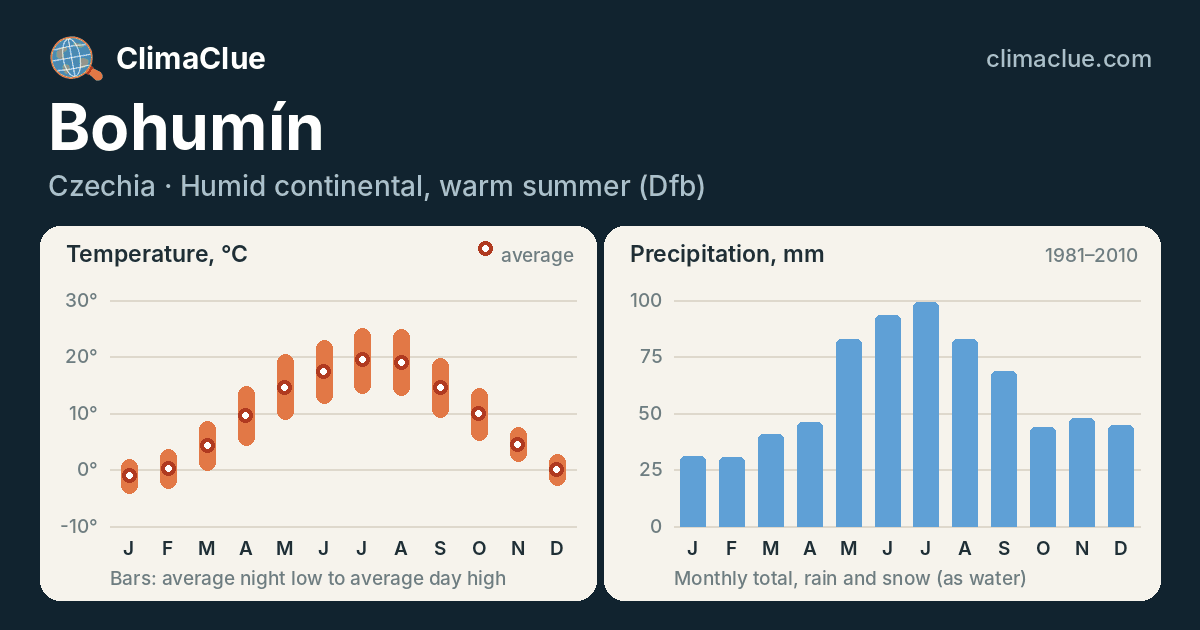 ClimaClue
climaclue.com
Bohumín
Czechia · Humid continental, warm summer (Dfb)
Temperature, °C
average
30°
20°
10°
0°
-10°
J F M A M J J A S O N D
Bars: average night low to average day high
Precipitation, mm
1981–2010
100
75
50
25
0
J F M A M J J A S O N D
Monthly total, rain and snow (as water)